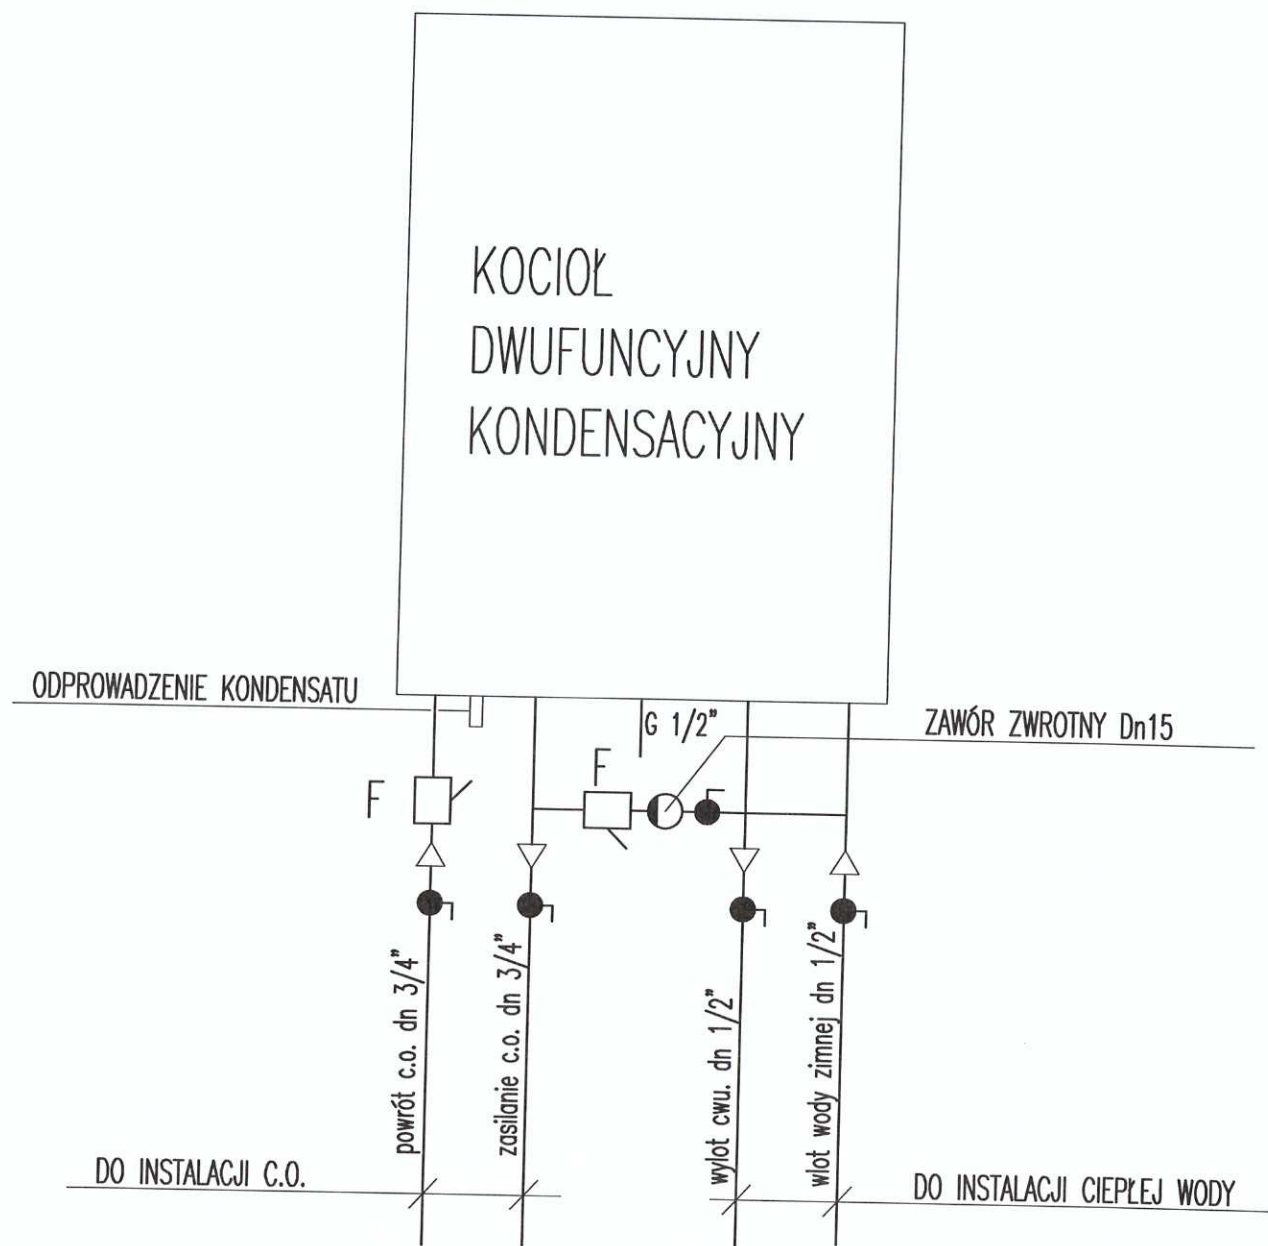 KOCIOŁ
DWUFUNCYJNY
KONDENSACYJNY
ODPROWADZENIE KONDENSATU
G 1/2"
ZAWÓR ZWROTNY Dn15
F
F
powrót c.o. dn 3/4"
zasilanie c.o. dn 3/4"
wylot cwu. dn 1/2"
wlot wody zimnej dn 1/2"
DO INSTALACJI C.O.
DO INSTALACJI CIEPŁEJ WODY